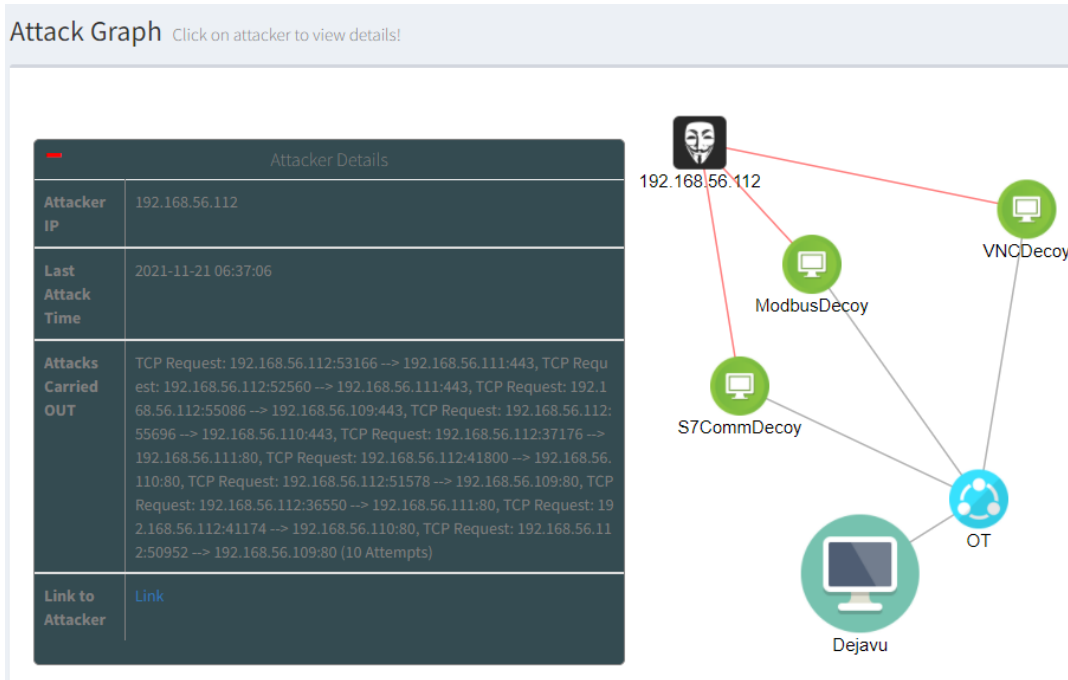 Attack Graph Click on attacker to view details!
Attacker Details
Attacker
IP
192.168.56.112
Last
Attack
Time
2021-11-21 06:37:06
Attacks
Carried
OUT
TCP Request: 192.168.56.112:53166 --> 192.168.56.111:443, TCP Requ
est: 192.168.56.112:52560 --> 192.168.56.111:443, TCP Request: 192.1
68.56.112:55086 --> 192.168.56.109:443, TCP Request: 192.168.56.112:
55696 --> 192.168.56.110:443, TCP Request: 192.168.56.112:37176 -->
192.168.56.111:80, TCP Request: 192.168.56.112:41800 --> 192.168.56.
110:80, TCP Request: 192.168.56.112:51578 --> 192.168.56.109:80, TCP
Request: 192.168.56.112:36550 --> 192.168.56.111:80, TCP Request: 19
2.168.56.112:41174 --> 192.168.56.110:80, TCP Request: 192.168.56.11
2:50952 --> 192.168.56.109:80 (10 Attempts)
Link to
Attacker
Link
192.168.56.112
VNCDecoy
ModbusDecoy
S7CommDecoy
OT
Dejavu